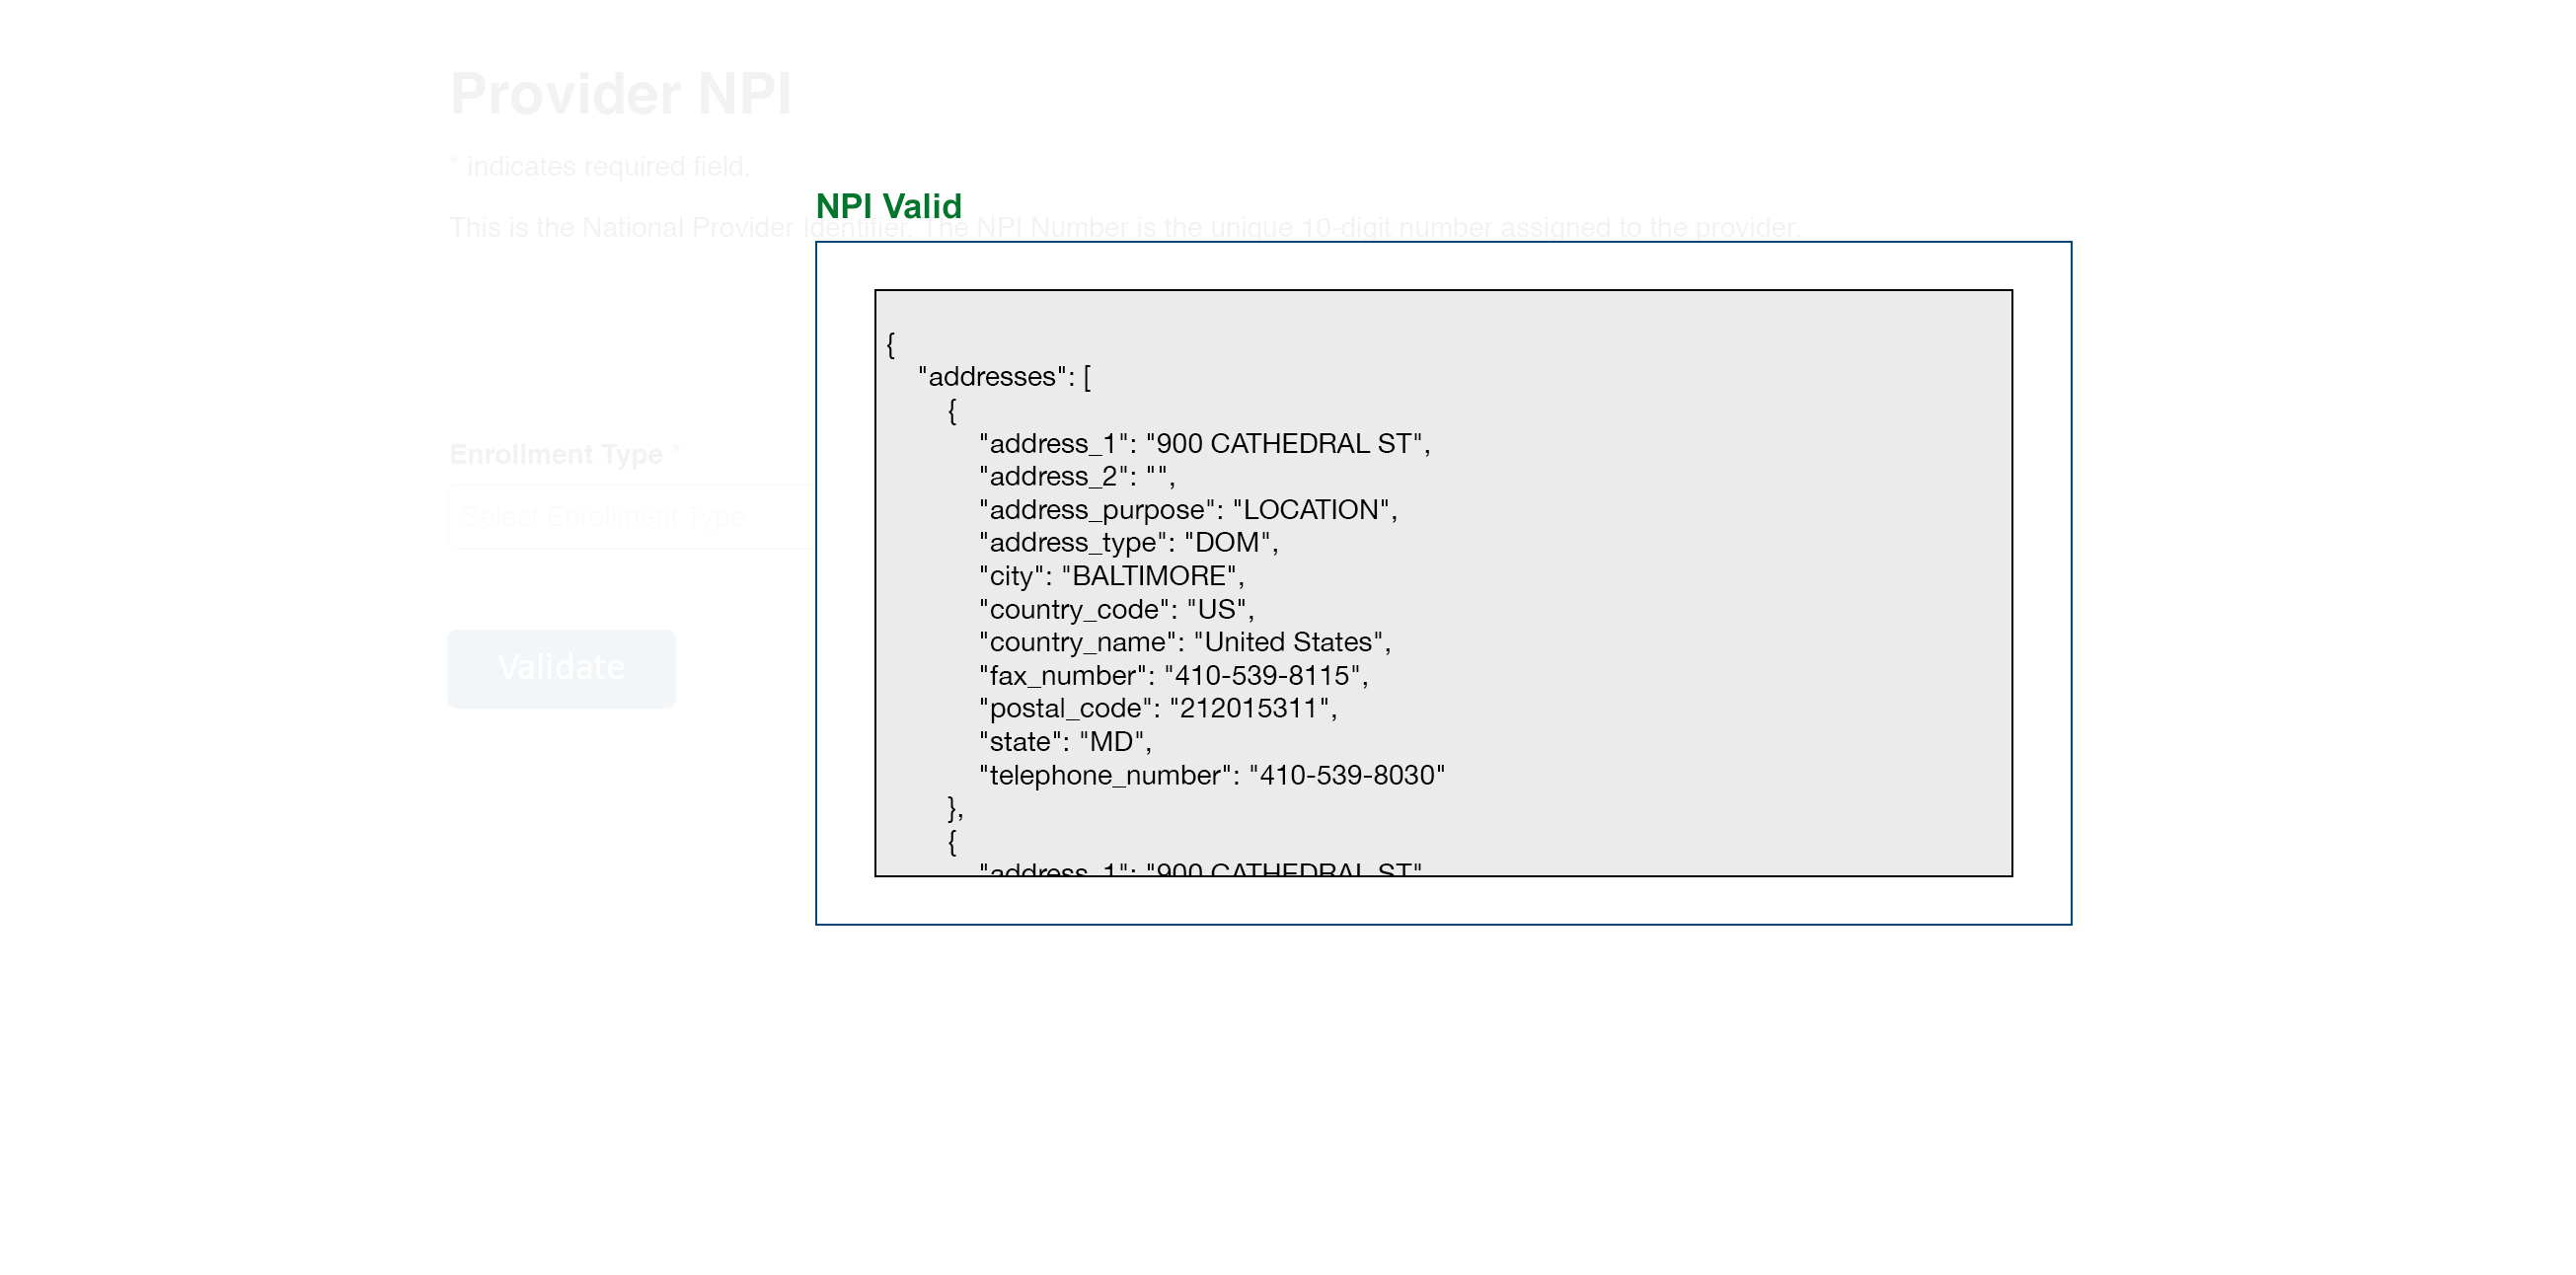 Provider NPI
* indicates required field.
NPI Valid
This is the National Provider Identifier. The NPI Number is the unique 10-digit number assigned to the provider.
{
"addresses": [
{
"address_1": "900 CATHEDRAL ST",
"address_2": "",
"address_purpose": "LOCATION",
"address_type": "DOM",
"city": "BALTIMORE",
"country_code": "US",
"country_name": "United States",
"fax_number": "410-539-8115",
"postal_code": "212015311",
"state": "MD",
"telephone_number": "410-539-8030"
},
{
"address_1": "900 CATHEDRAL ST"
Enrollment Type *
Select Enrollment Type
Validate